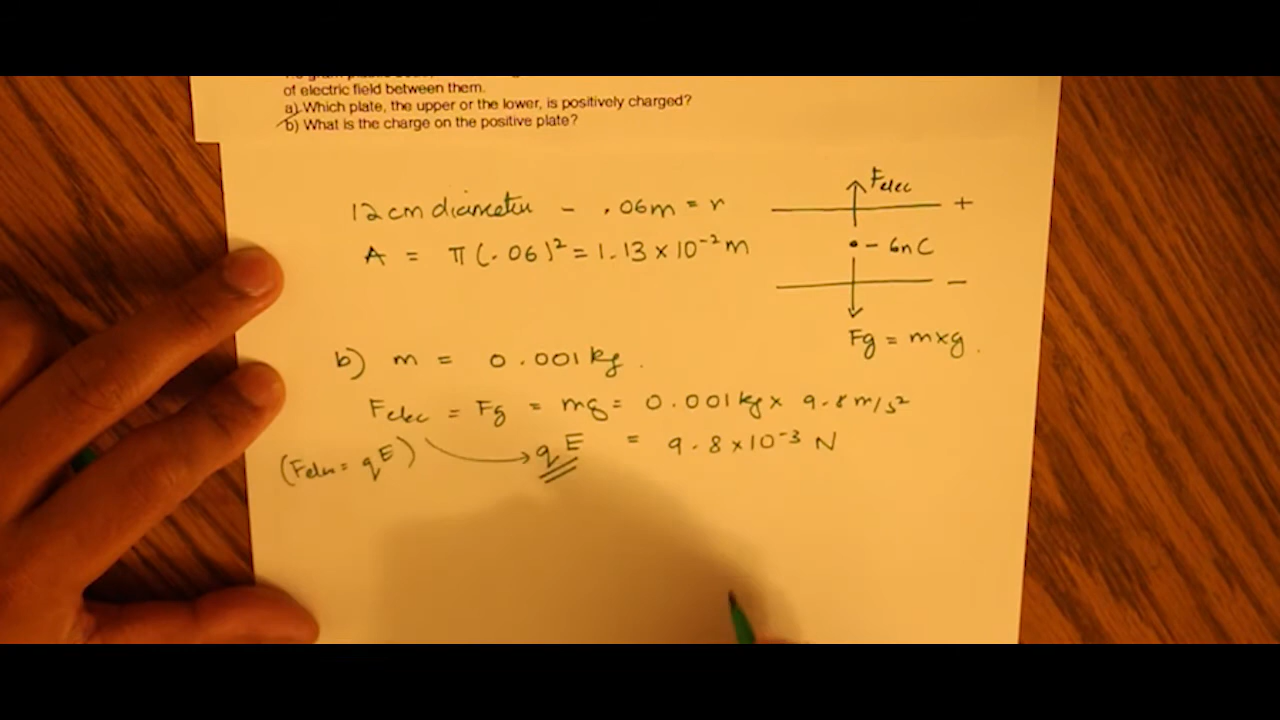 of electric field between them.
a) Which plate, the upper or the lower, is positively charged?
b) What is the charge on the positive plate?
12 cm diameter - .06m = r
A = π(.06)² = 1.13 × 10⁻² m
Felec
+
- 6nC
-
Fg = m×g.
b) m = 0.001 kg.
Felec = Fg = mg = 0.001 kg × 9.8 m/s²
(Felec = qE) qE = 9.8 × 10⁻³ N